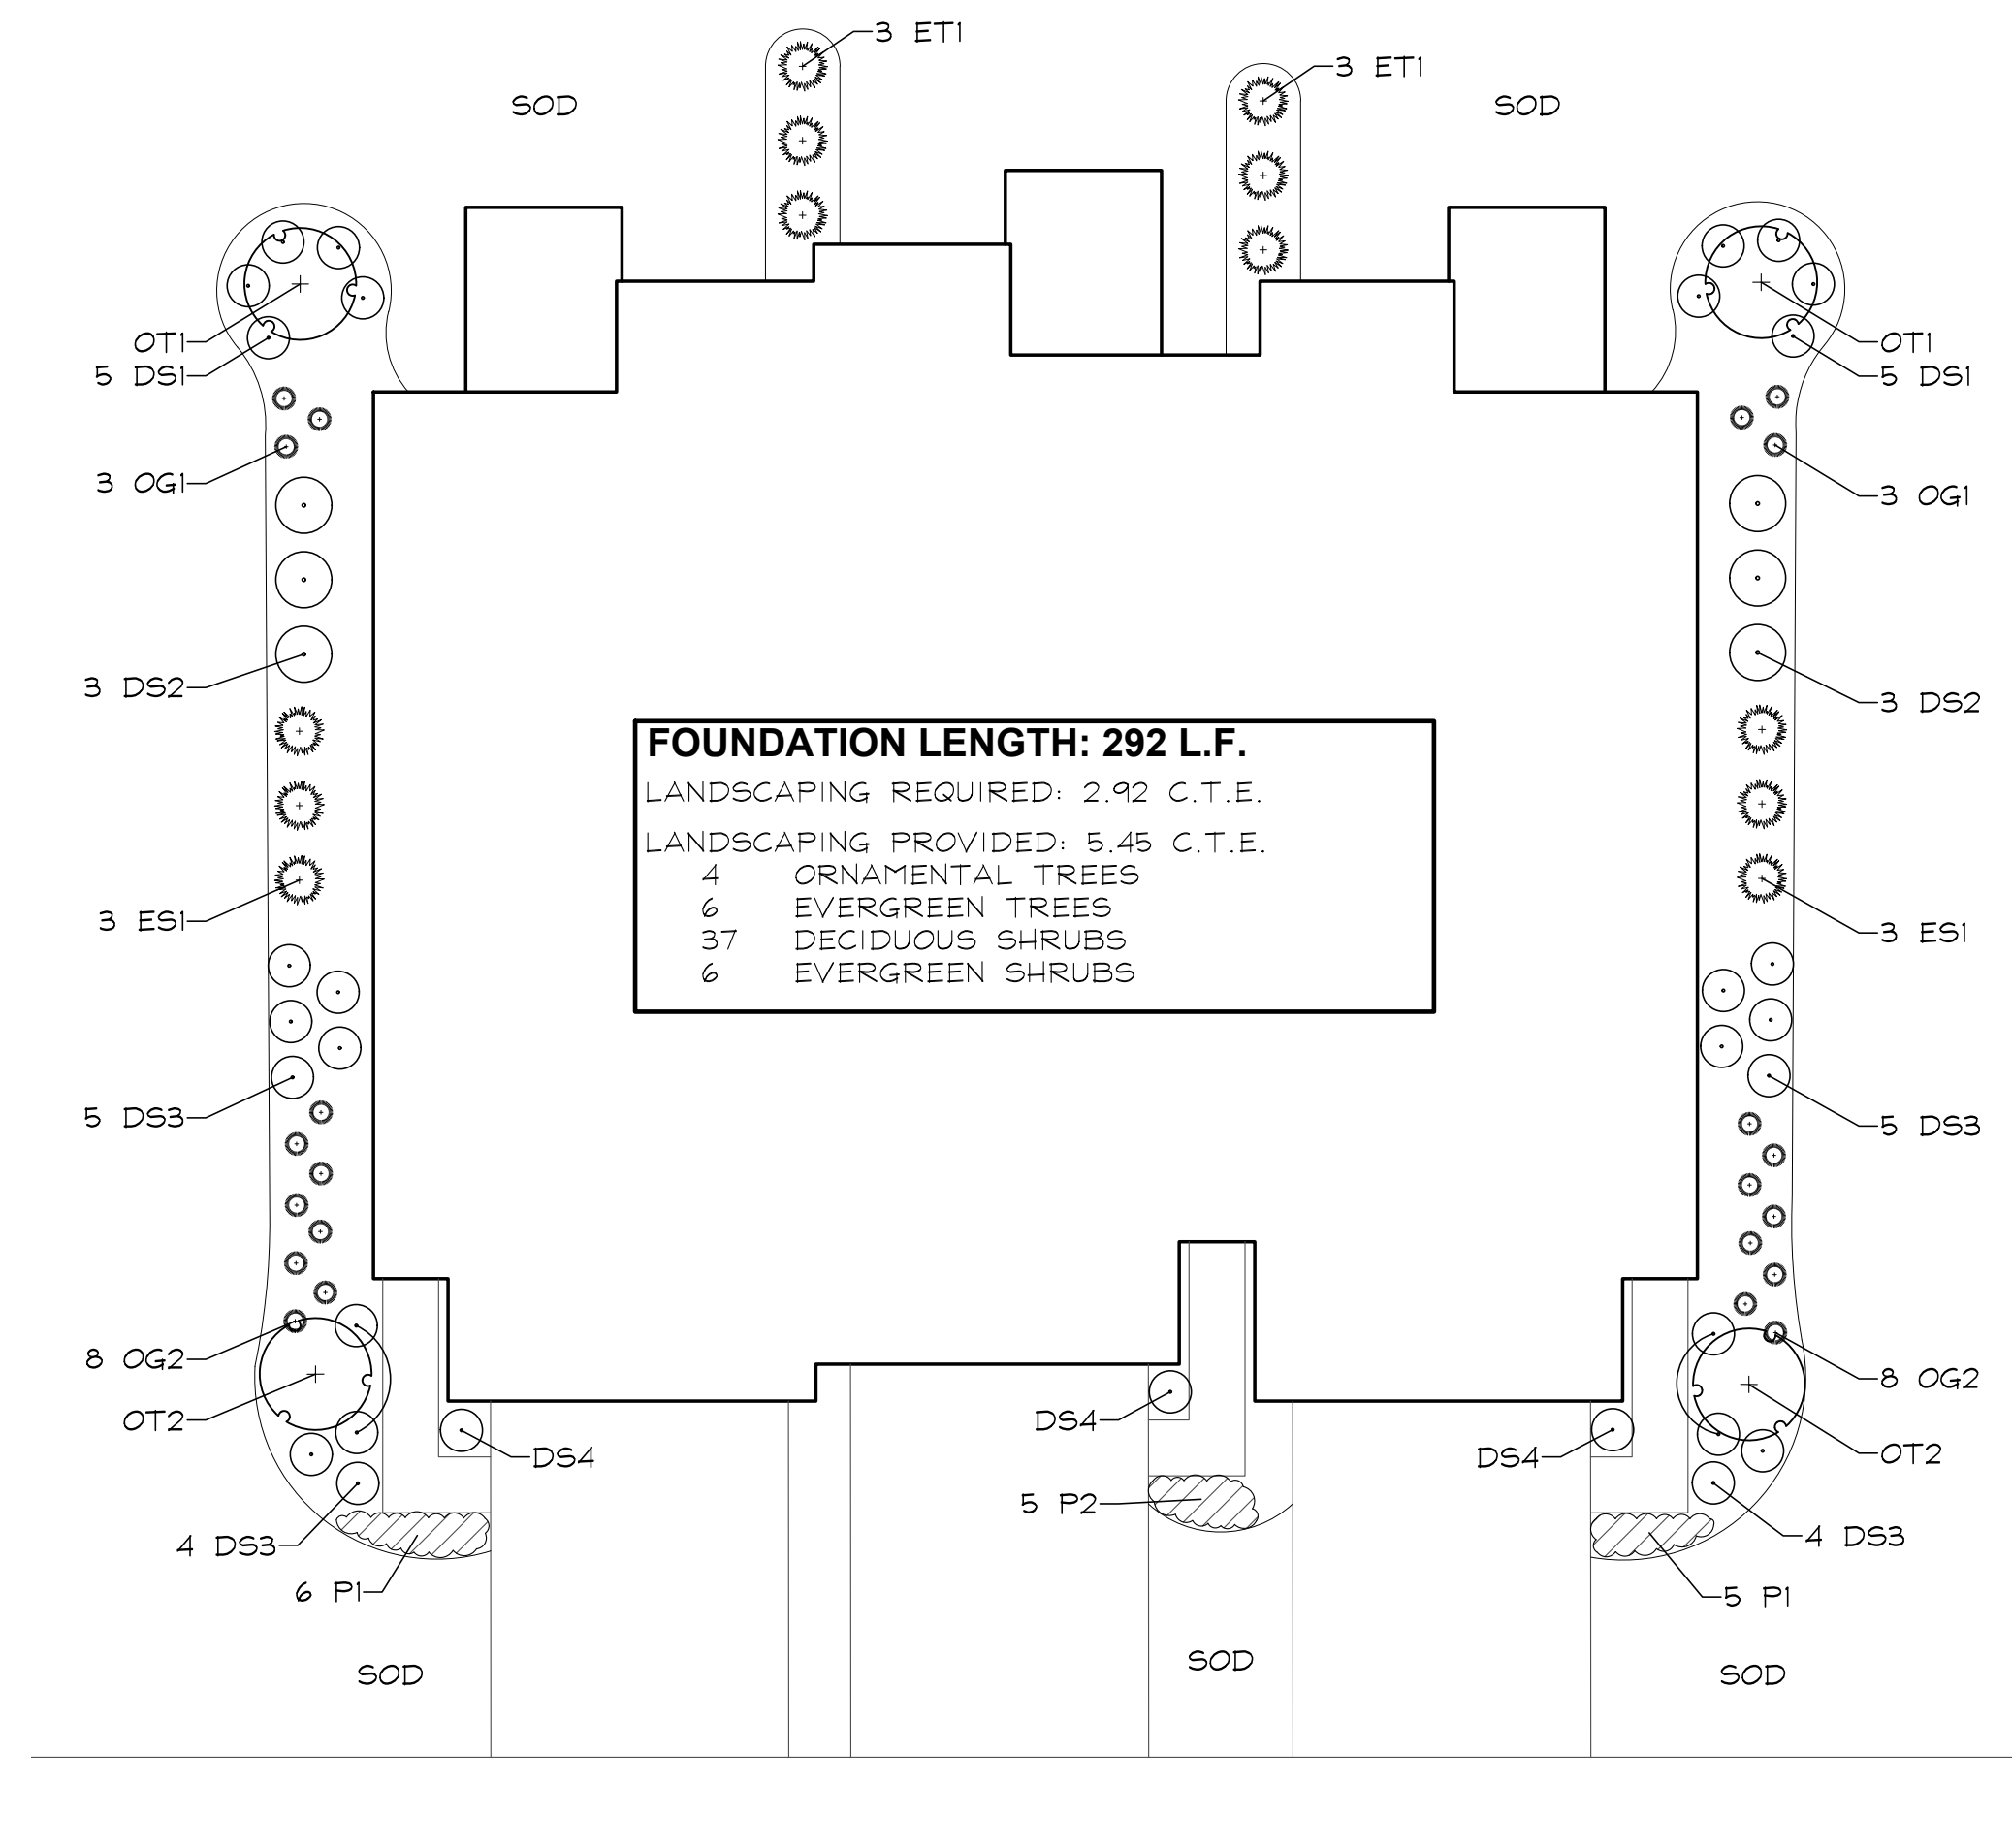 3 ET1
3 ET1
SOD
SOD
OT1
OT1
5 DS1
5 DS1
3 OG1
3 OG1
3 DS2
3 DS2
FOUNDATION LENGTH: 292 L.F.
LANDSCAPING REQUIRED: 2.92 C.T.E.
LANDSCAPING PROVIDED: 5.45 C.T.E.
4 ORNAMENTAL TREES
6 EVERGREEN TREES
37 DECIDUOUS SHRUBS
6 EVERGREEN SHRUBS
3 ES1
3 ES1
5 DS3
5 DS3
8 OG2
8 OG2
OT2
DS4
DS4
DS4
OT2
5 P2
4 DS3
4 DS3
6 P1
5 P1
SOD
SOD
SOD